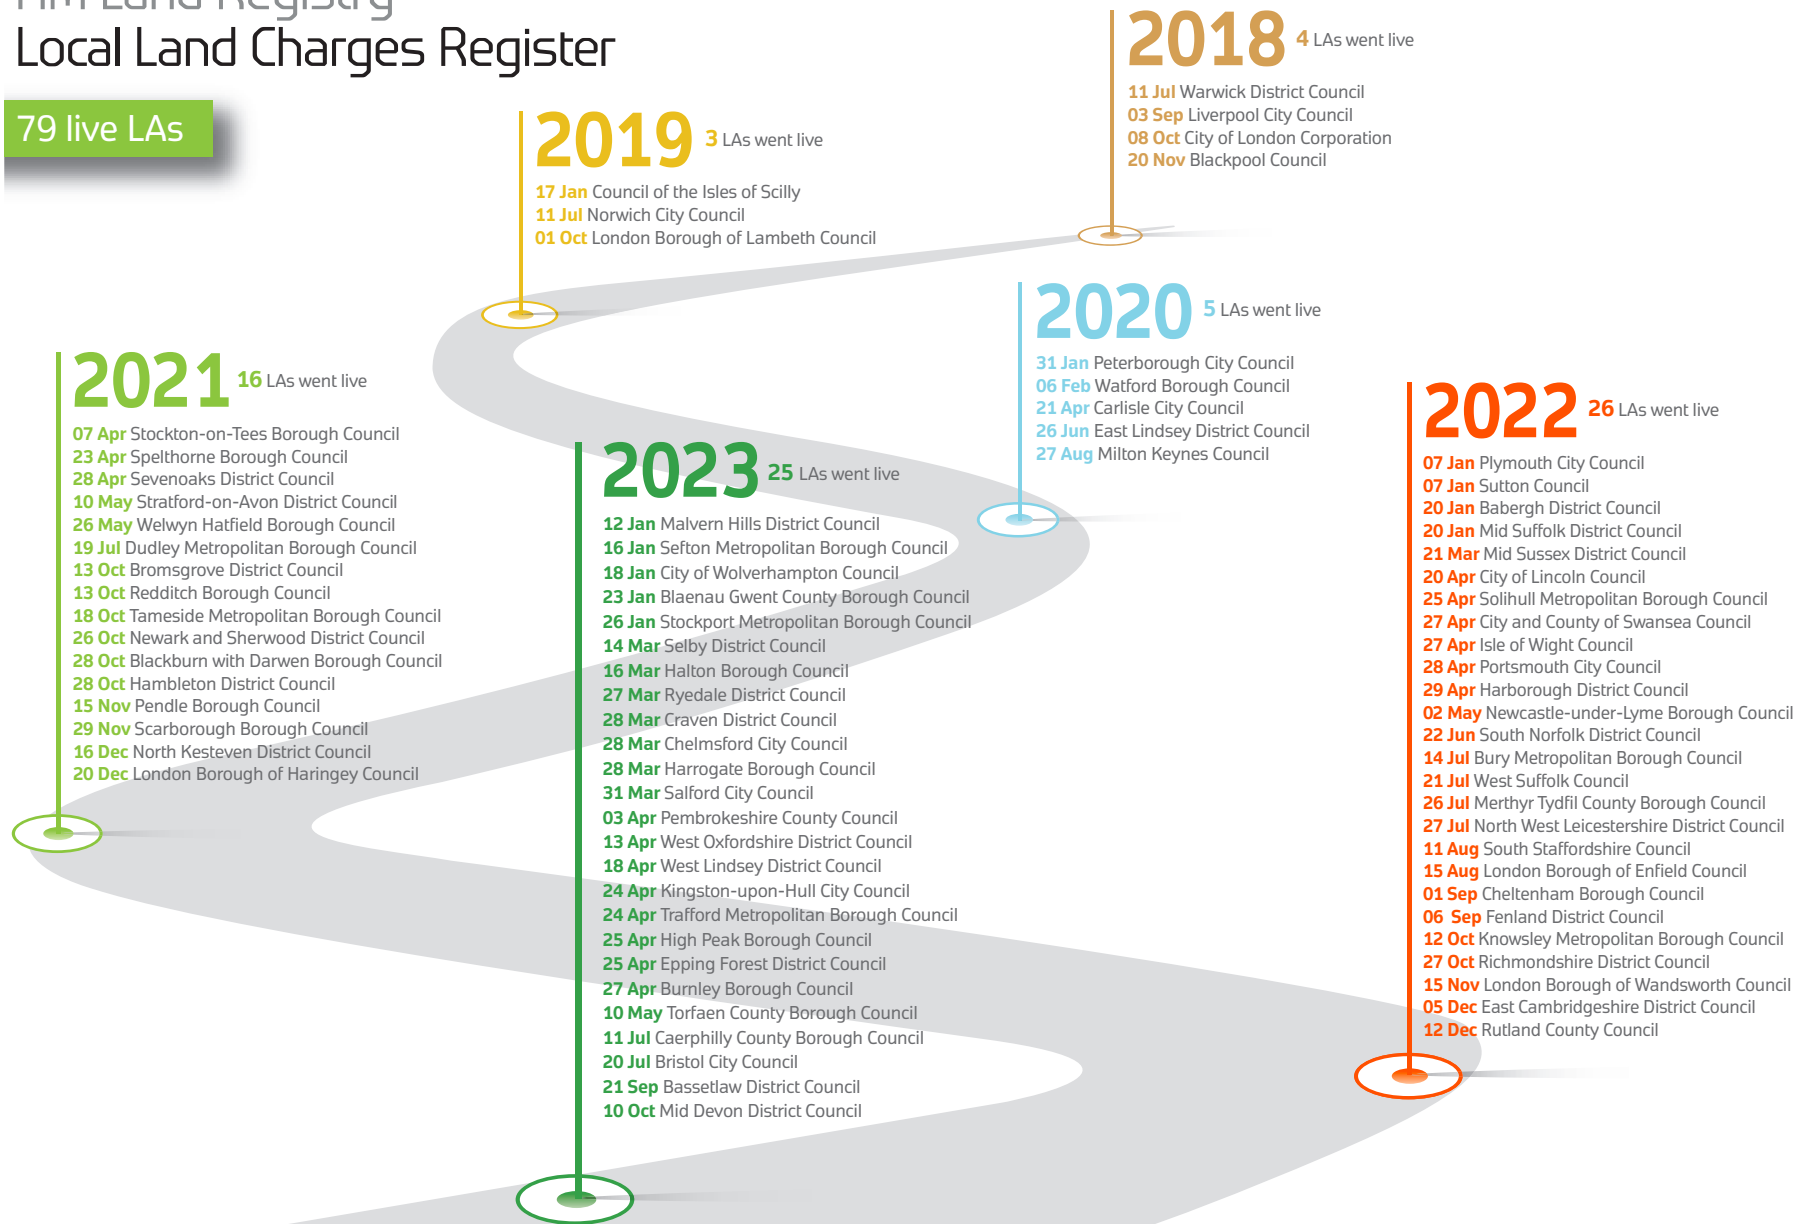 HM Land Registry
Local Land Charges Register
79 live LAs
2018 4 LAs went live
11 Jul Warwick District Council
03 Sep Liverpool City Council
08 Oct City of London Corporation
20 Nov Blackpool Council
2019 3 LAs went live
17 Jan Council of the Isles of Scilly
11 Jul Norwich City Council
01 Oct London Borough of Lambeth Council
2020 5 LAs went live
31 Jan Peterborough City Council
06 Feb Watford Borough Council
21 Apr Carlisle City Council
26 Jun East Lindsey District Council
27 Aug Milton Keynes Council
2021 16 LAs went live
07 Apr Stockton-on-Tees Borough Council
23 Apr Spelthorne Borough Council
28 Apr Sevenoaks District Council
10 May Stratford-on-Avon District Council
26 May Welwyn Hatfield Borough Council
19 Jul Dudley Metropolitan Borough Council
13 Oct Bromsgrove District Council
13 Oct Redditch Borough Council
18 Oct Tameside Metropolitan Borough Council
26 Oct Newark and Sherwood District Council
28 Oct Blackburn with Darwen Borough Council
28 Oct Hambleton District Council
15 Nov Pendle Borough Council
29 Nov Scarborough Borough Council
16 Dec North Kesteven District Council
20 Dec London Borough of Haringey Council
2022 26 LAs went live
07 Jan Plymouth City Council
07 Jan Sutton Council
20 Jan Babergh District Council
20 Jan Mid Suffolk District Council
21 Mar Mid Sussex District Council
20 Apr City of Lincoln Council
25 Apr Solihull Metropolitan Borough Council
27 Apr City and County of Swansea Council
27 Apr Isle of Wight Council
28 Apr Portsmouth City Council
29 Apr Harborough District Council
02 May Newcastle-under-Lyme Borough Council
22 Jun South Norfolk District Council
14 Jul Bury Metropolitan Borough Council
21 Jul West Suffolk Council
26 Jul Merthyr Tydfil County Borough Council
27 Jul North West Leicestershire District Council
11 Aug South Staffordshire Council
15 Aug London Borough of Enfield Council
01 Sep Cheltenham Borough Council
06 Sep Fenland District Council
12 Oct Knowsley Metropolitan Borough Council
27 Oct Richmondshire District Council
15 Nov London Borough of Wandsworth Council
05 Dec East Cambridgeshire District Council
12 Dec Rutland County Council
2023 25 LAs went live
12 Jan Malvern Hills District Council
16 Jan Sefton Metropolitan Borough Council
18 Jan City of Wolverhampton Council
23 Jan Blaenau Gwent County Borough Council
26 Jan Stockport Metropolitan Borough Council
14 Mar Selby District Council
16 Mar Halton Borough Council
27 Mar Ryedale District Council
28 Mar Craven District Council
28 Mar Chelmsford City Council
28 Mar Harrogate Borough Council
31 Mar Salford City Council
03 Apr Pembrokeshire County Council
13 Apr West Oxfordshire District Council
18 Apr West Lindsey District Council
24 Apr Kingston-upon-Hull City Council
24 Apr Trafford Metropolitan Borough Council
25 Apr High Peak Borough Council
25 Apr Epping Forest District Council
27 Apr Burnley Borough Council
10 May Torfaen County Borough Council
11 Jul Caerphilly County Borough Council
20 Jul Bristol City Council
21 Sep Bassetlaw District Council
10 Oct Mid Devon District Council